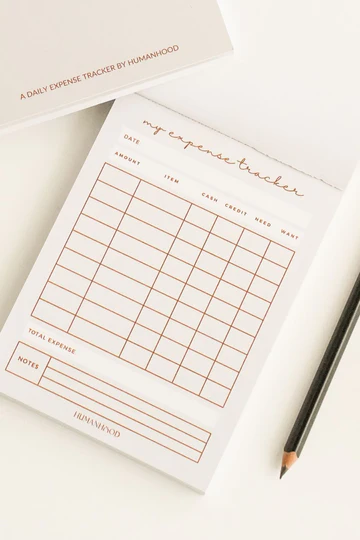 A DAILY EXPENSE TRACKER BY HUMANHOOD
my expense tracker
DATE
AMOUNT ITEM CASH CREDIT NEED WANT
TOTAL EXPENSE
NOTES
HUMANHOOD